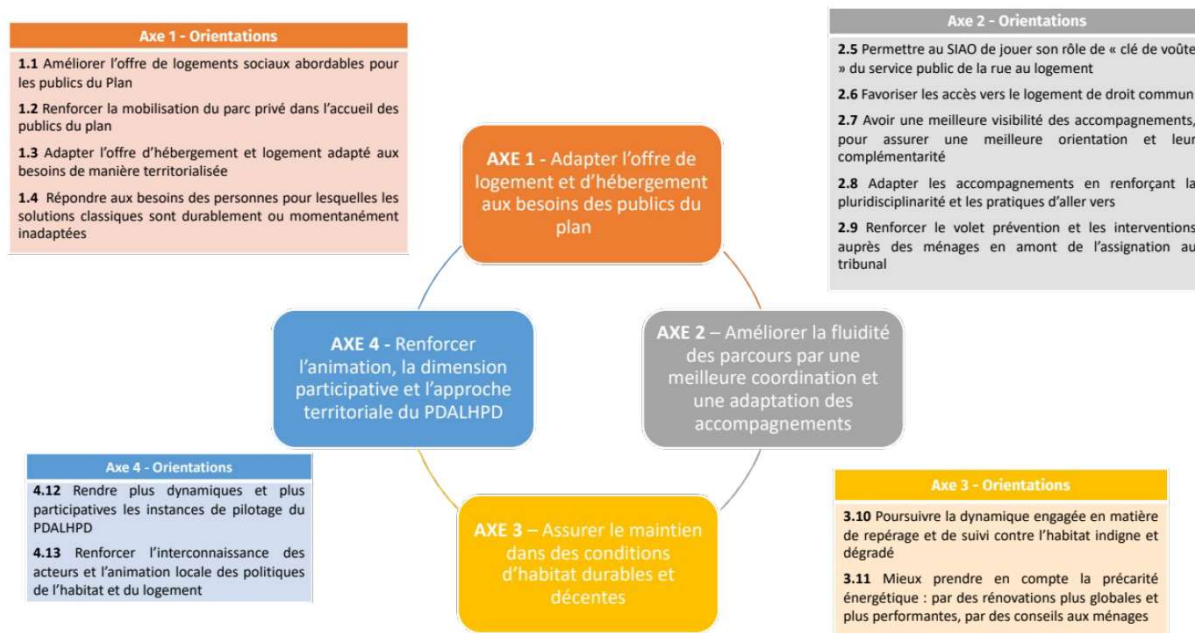 Axe 1 - Orientations
1.1 Améliorer l'offre de logements sociaux abordables pour
les publics du Plan
1.2 Renforcer la mobilisation du parc privé dans l'accueil des
publics du plan
1.3 Adapter l'offre d'hébergement et logement adapté aux
besoins de manière territorialisée
1.4 Répondre aux besoins des personnes pour lesquelles les
solutions classiques sont durablement ou momentanément
inadaptées
Axe 2 - Orientations
2.5 Permettre au SIAO de jouer son rôle de « clé de voûte
» du service public de la rue au logement
2.6 Favoriser les accès vers le logement de droit commun
2.7 Avoir une meilleure visibilité des accompagnements,
pour assurer une meilleure orientation et leur
complémentarité
2.8 Adapter les accompagnements en renforçant la
pluridisciplinarité et les pratiques d'aller vers
2.9 Renforcer le volet prévention et les interventions
auprès des ménages en amont de l'assignation au
tribunal
AXE 1 - Adapter l'offre de
logement et d'hébergement
aux besoins des publics du
plan
AXE 4 - Renforcer
l'animation, la dimension
participative et l'approche
territoriale du PDALHPD
AXE 2 – Améliorer la fluidité
des parcours par une
meilleure coordination et
une adaptation des
accompagnements
Axe 4 - Orientations
4.12 Rendre plus dynamiques et plus
participatives les instances de pilotage du
PDALHPD
4.13 Renforcer l'interconnaissance des
acteurs et l'animation locale des politiques
de l'habitat et du logement
AXE 3 – Assurer le maintien
dans des conditions
d'habitat durables et
décentes
Axe 3 - Orientations
3.10 Poursuivre la dynamique engagée en matière
de repérage et de suivi contre l'habitat indigne et
dégradé
3.11 Mieux prendre en compte la précarité
énergétique : par des rénovations plus globales et
plus performantes, par des conseils aux ménages